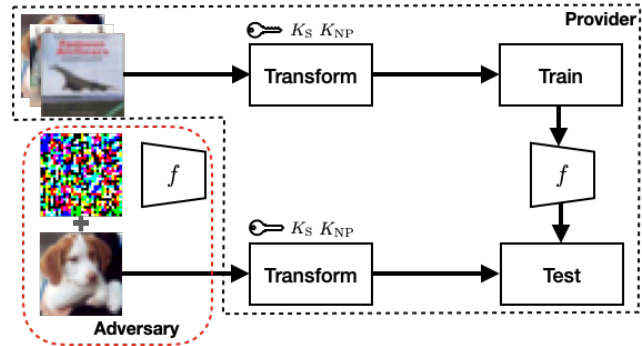 Provider
K_S K_NP
Transform
Train
f
f
K_S K_NP
Transform
Test
Adversary